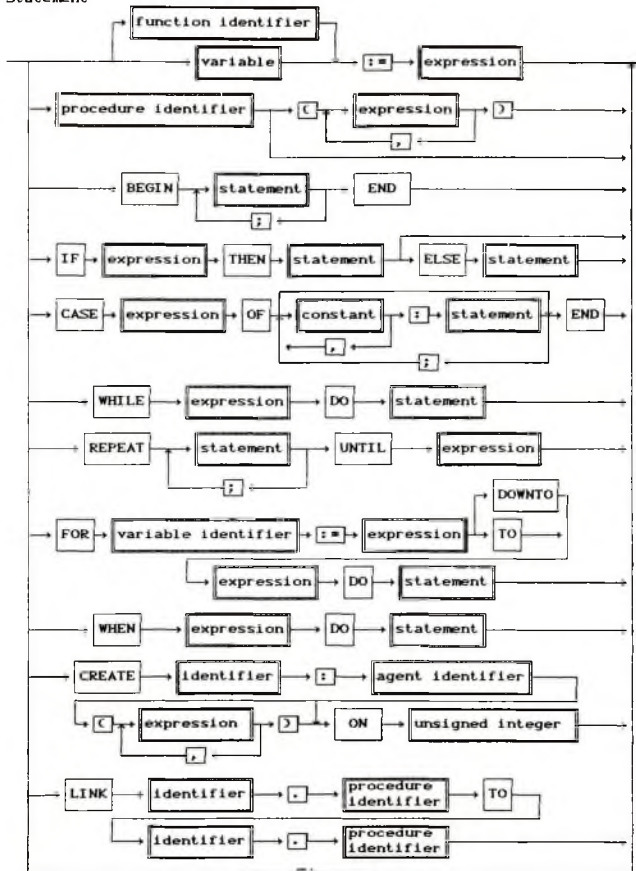 Statement
function identifier
variable := expression
procedure identifier ( expression )
,
BEGIN statement END
;
IF expression THEN statement ELSE statement
CASE expression OF constant : statement END
,
;
WHILE expression DO statement
REPEAT statement UNTIL expression
;
DOWNTO
FOR variable identifier := expression TO
expression DO statement
WHEN expression DO statement
CREATE identifier : agent identifier
( expression ) ON unsigned integer
,
LINK identifier . procedure identifier TO
identifier . procedure identifier